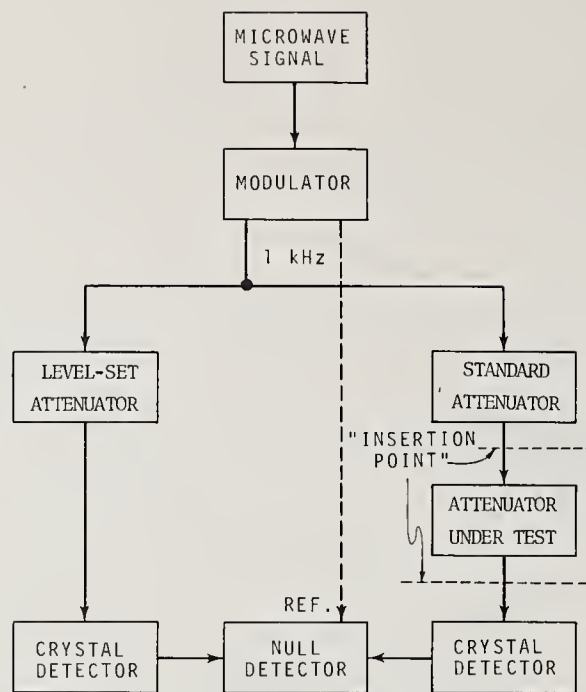 MICROWAVE
SIGNAL
MODULATOR
1 kHz
LEVEL-SET
ATTENUATOR
STANDARD
ATTENUATOR
"INSERTION
POINT"
ATTENUATOR
UNDER TEST
REF.
CRYSTAL
DETECTOR
NULL
DETECTOR
CRYSTAL
DETECTOR